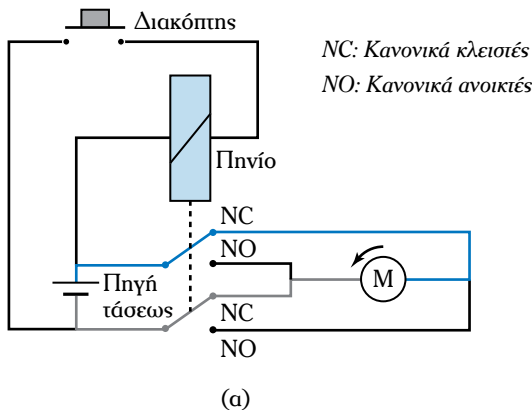 Διακόπτης
NC: Κανονικά κλειστές
NO: Κανονικά ανοικτές
Πηνίο
NC
NO
M
Πηγή
τάσεως
NC
NO
(α)